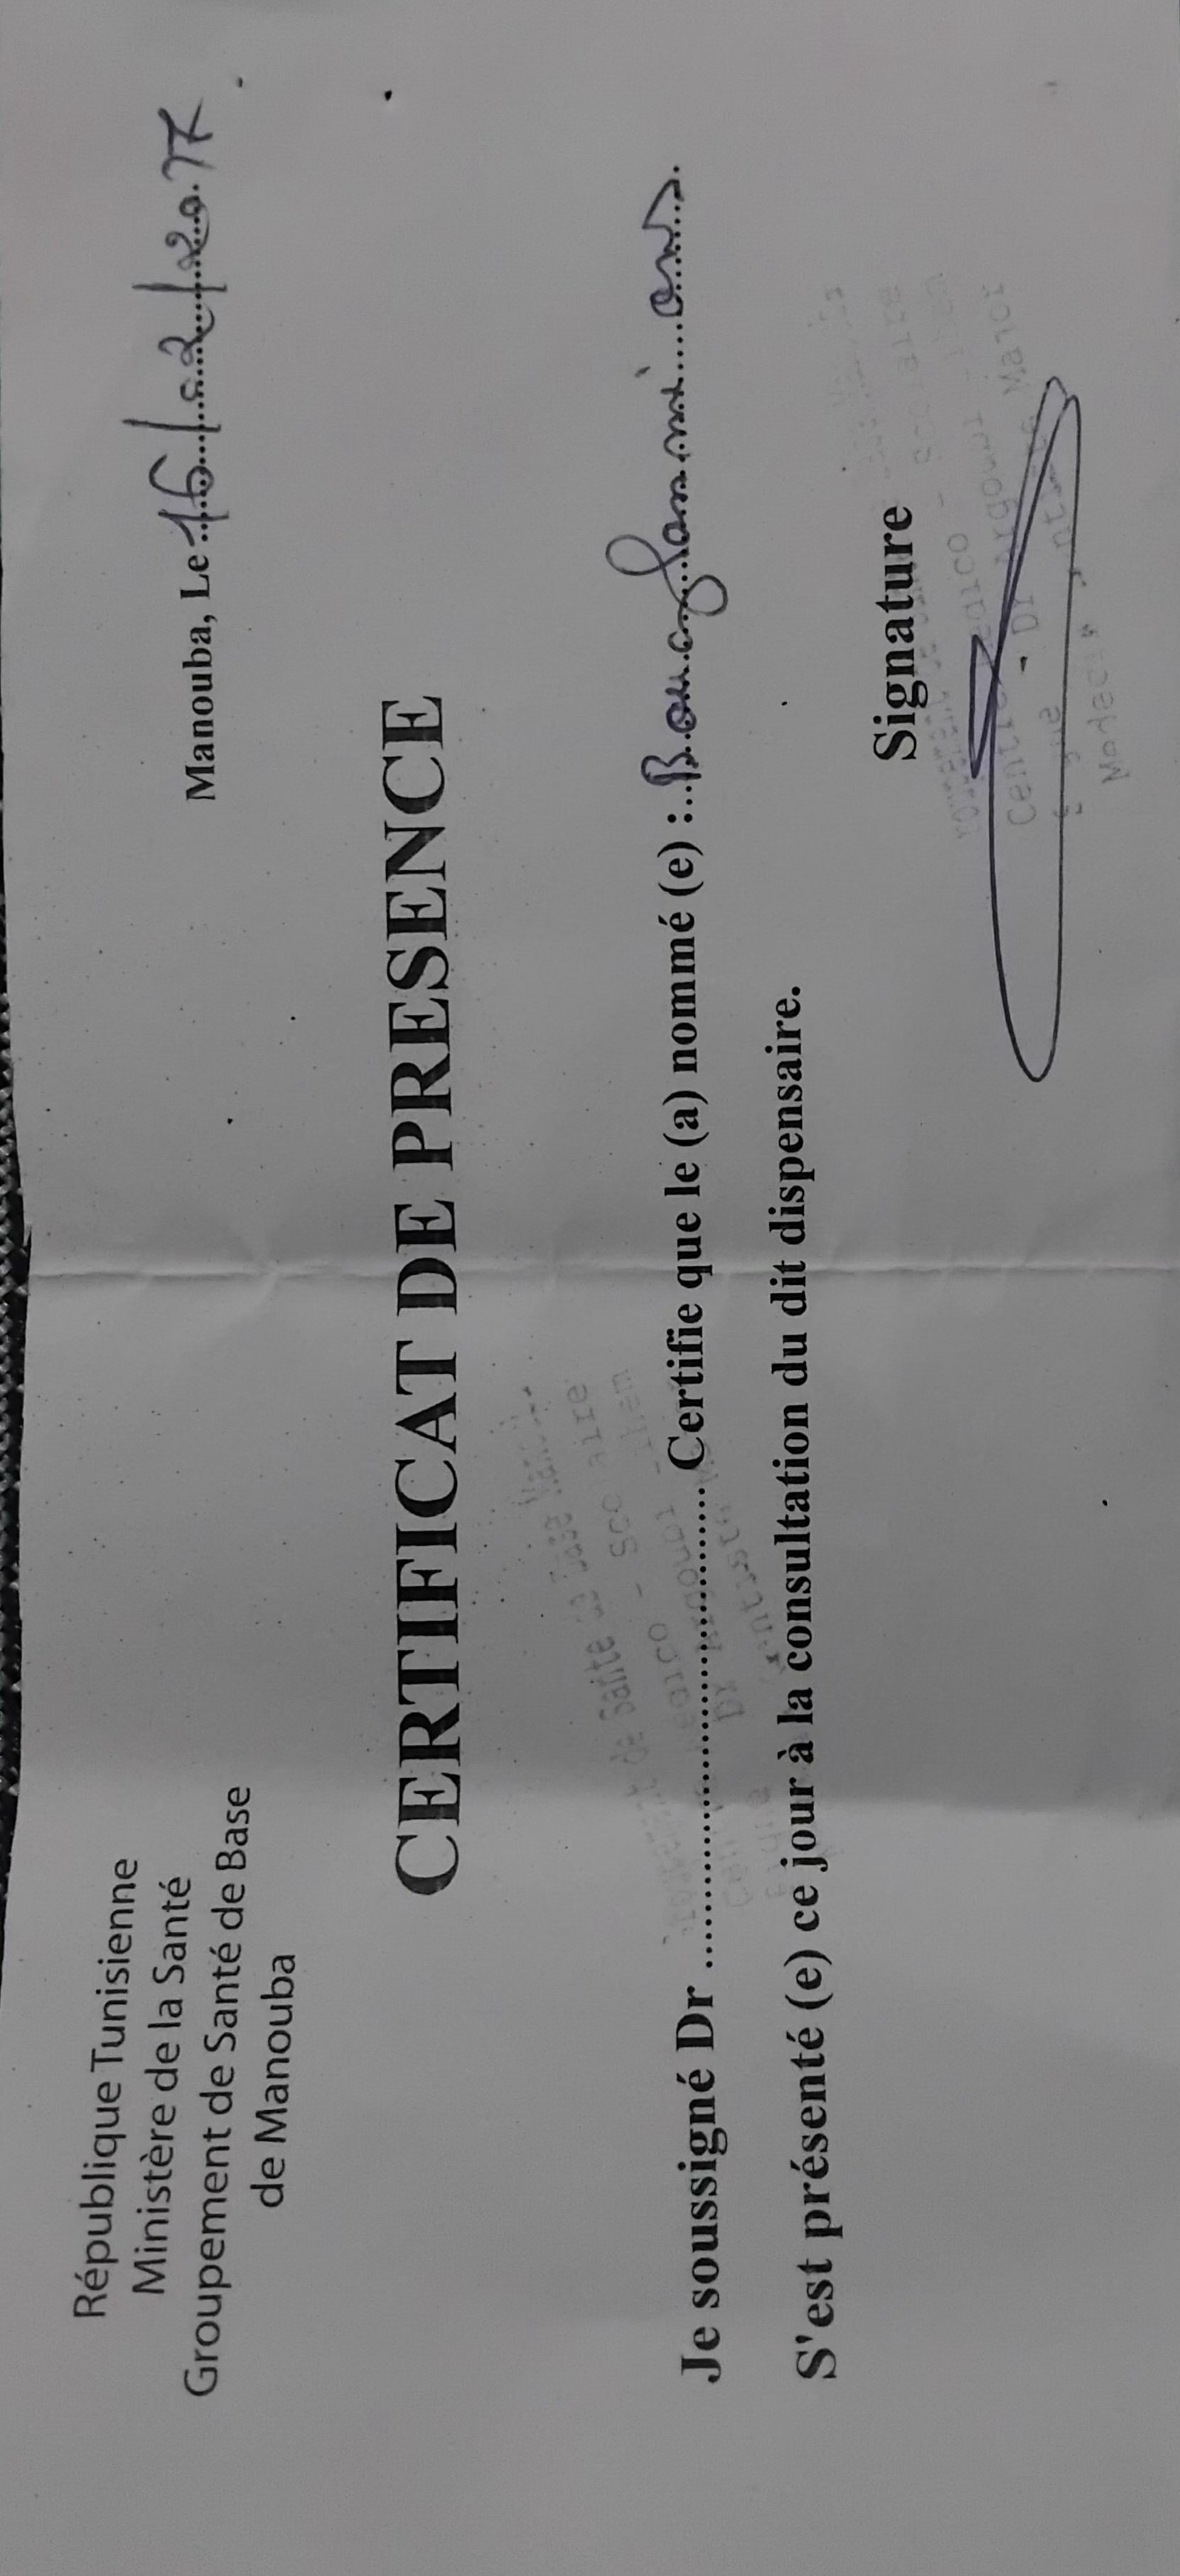 République Tunisienne
Ministère de la Santé
Groupement de Santé de Base
de Manouba
Manouba, Le 16/02/2017
CERTIFICAT DE PRESENCE
Je soussigné Dr ........................................ Certifie que le (a) nommé (e) :
S'est présenté (e) ce jour à la consultation du dit dispensaire.
Signature